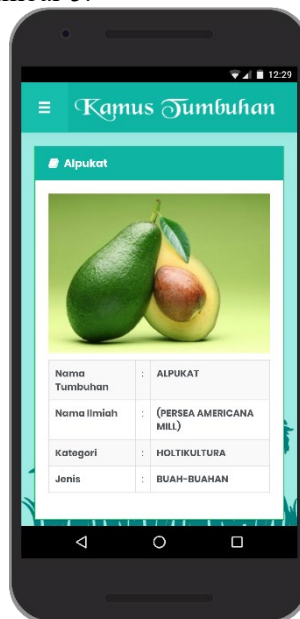 12:29
Kamus Tumbuhan
Alpukat
Nama Tumbuhan : ALPUKAT
Nama Ilmiah : (PERSEA AMERICANA MILL)
Kategori : HOLTIKULTURA
Jenis : BUAH-BUAHAN